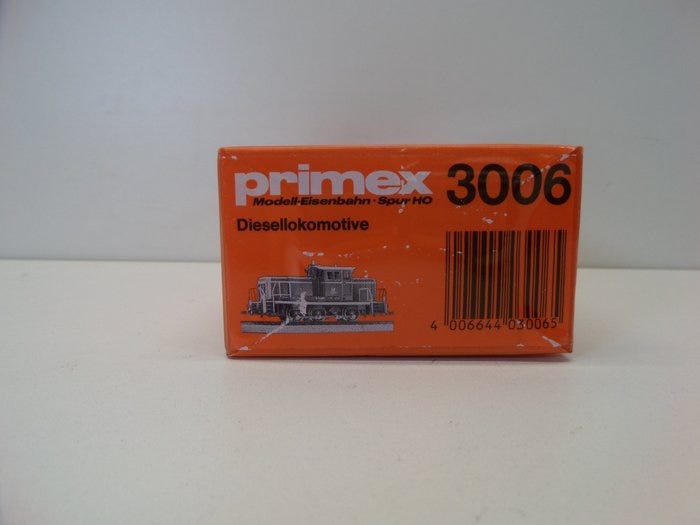 primex 3006
Modell-Eisenbahn · Spur HO
Diesellokomotive
4 006644 030065